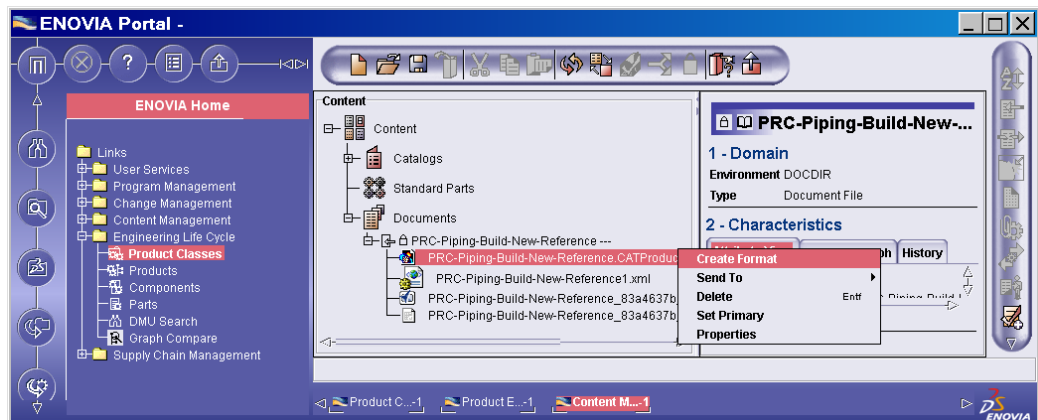 ENOVIA Portal -
ENOVIA Home
Links
User Services
Program Management
Change Management
Content Management
Engineering Life Cycle
Product Classes
Products
Components
Parts
DMU Search
Graph Compare
Supply Chain Management
Content
Content
Catalogs
Standard Parts
Documents
PRC-Piping-Build-New-Reference ---
PRC-Piping-Build-New-Reference.CATProduc
PRC-Piping-Build-New-Reference1.xml
PRC-Piping-Build-New-Reference_83a4637b
PRC-Piping-Build-New-Reference_83a4637b
Create Format
Send To
Delete Entf
Set Primary
Properties
PRC-Piping-Build-New-...
1 - Domain
Environment DOCDIR
Type Document File
2 - Characteristics
History
Product C...-1
Product E...-1
Content M...-1
ENOVIA